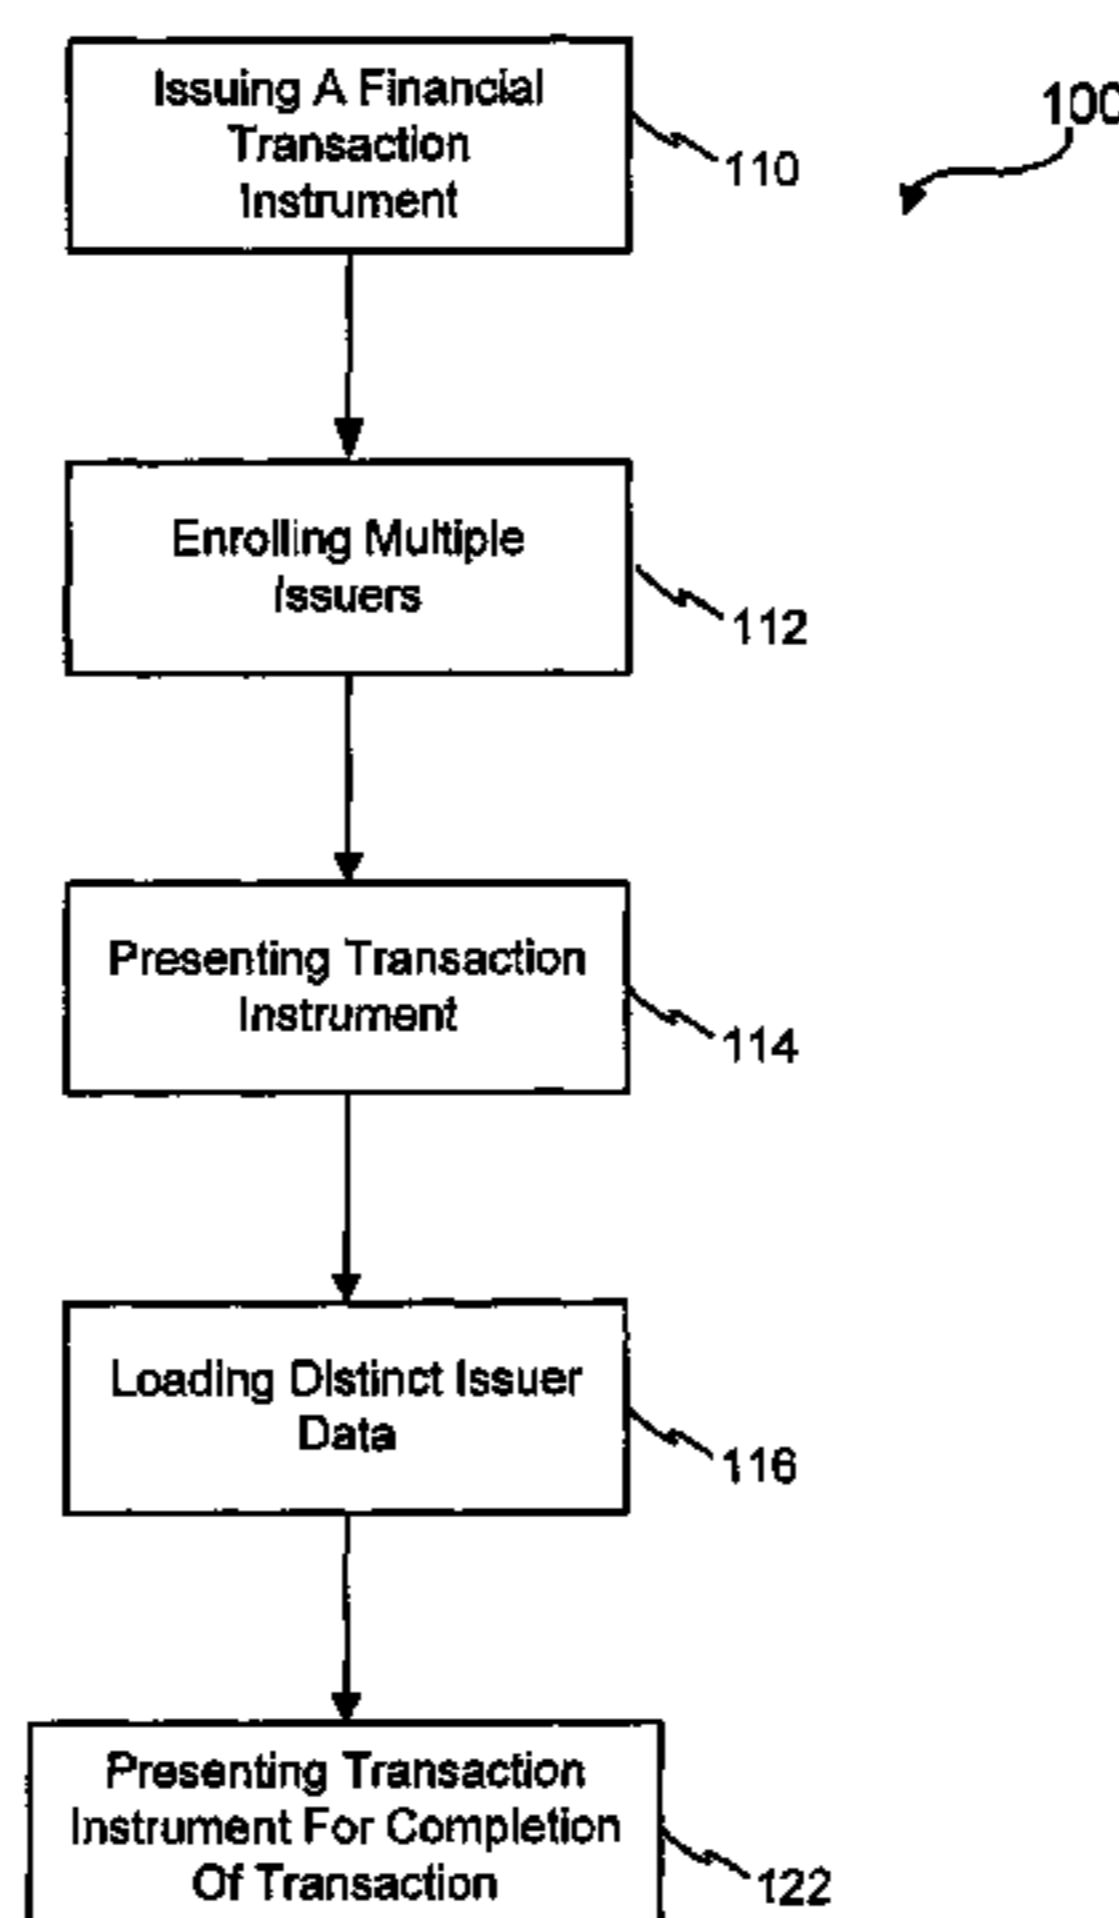 Issuing A Financial
Transaction
Instrument
110
100
Enrolling Multiple
Issuers
112
Presenting Transaction
Instrument
114
Loading Distinct Issuer
Data
116
Presenting Transaction
Instrument For Completion
Of Transaction
122